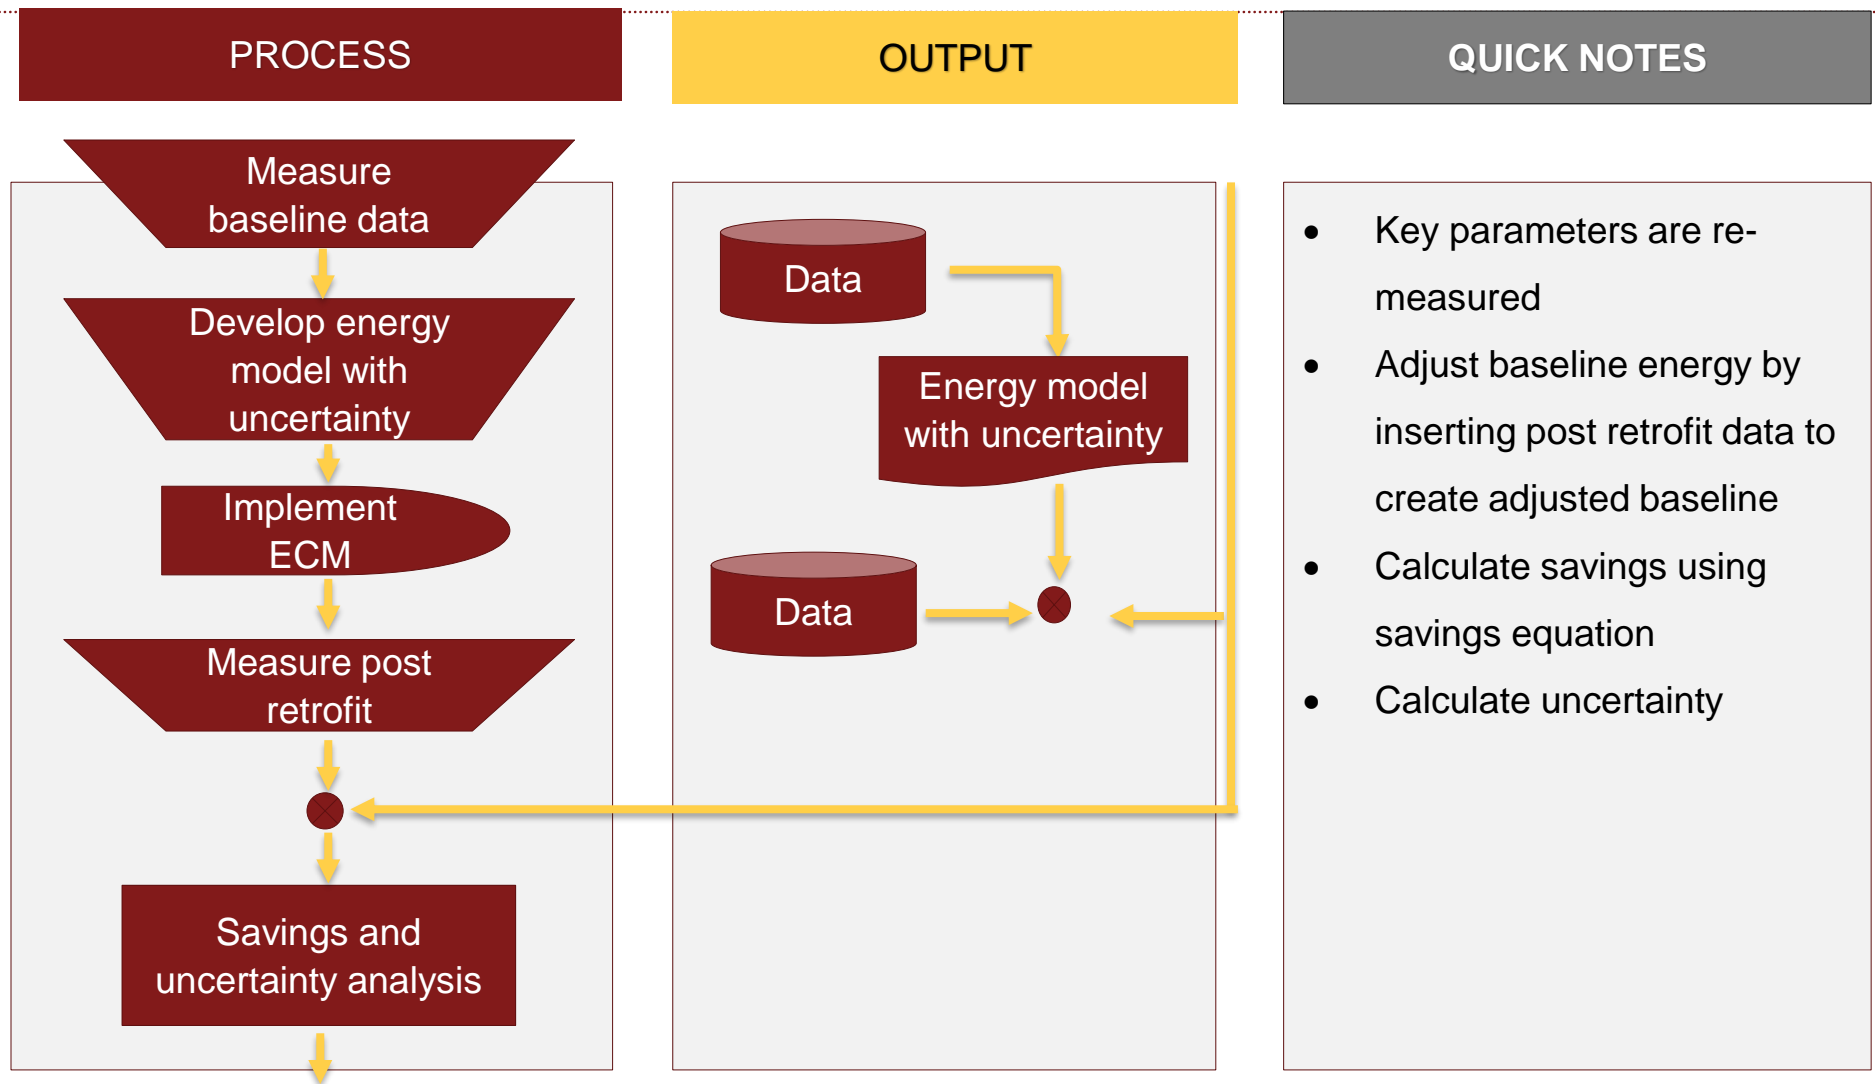 PROCESS
OUTPUT
QUICK NOTES
Measure
baseline data
Develop energy
model with
uncertainty
Implement
ECM
Measure post
retrofit
Savings and
uncertainty analysis
Data
Energy model
with uncertainty
Data
• Key parameters are re-
measured
• Adjust baseline energy by
inserting post retrofit data to
create adjusted baseline
• Calculate savings using
savings equation
• Calculate uncertainty